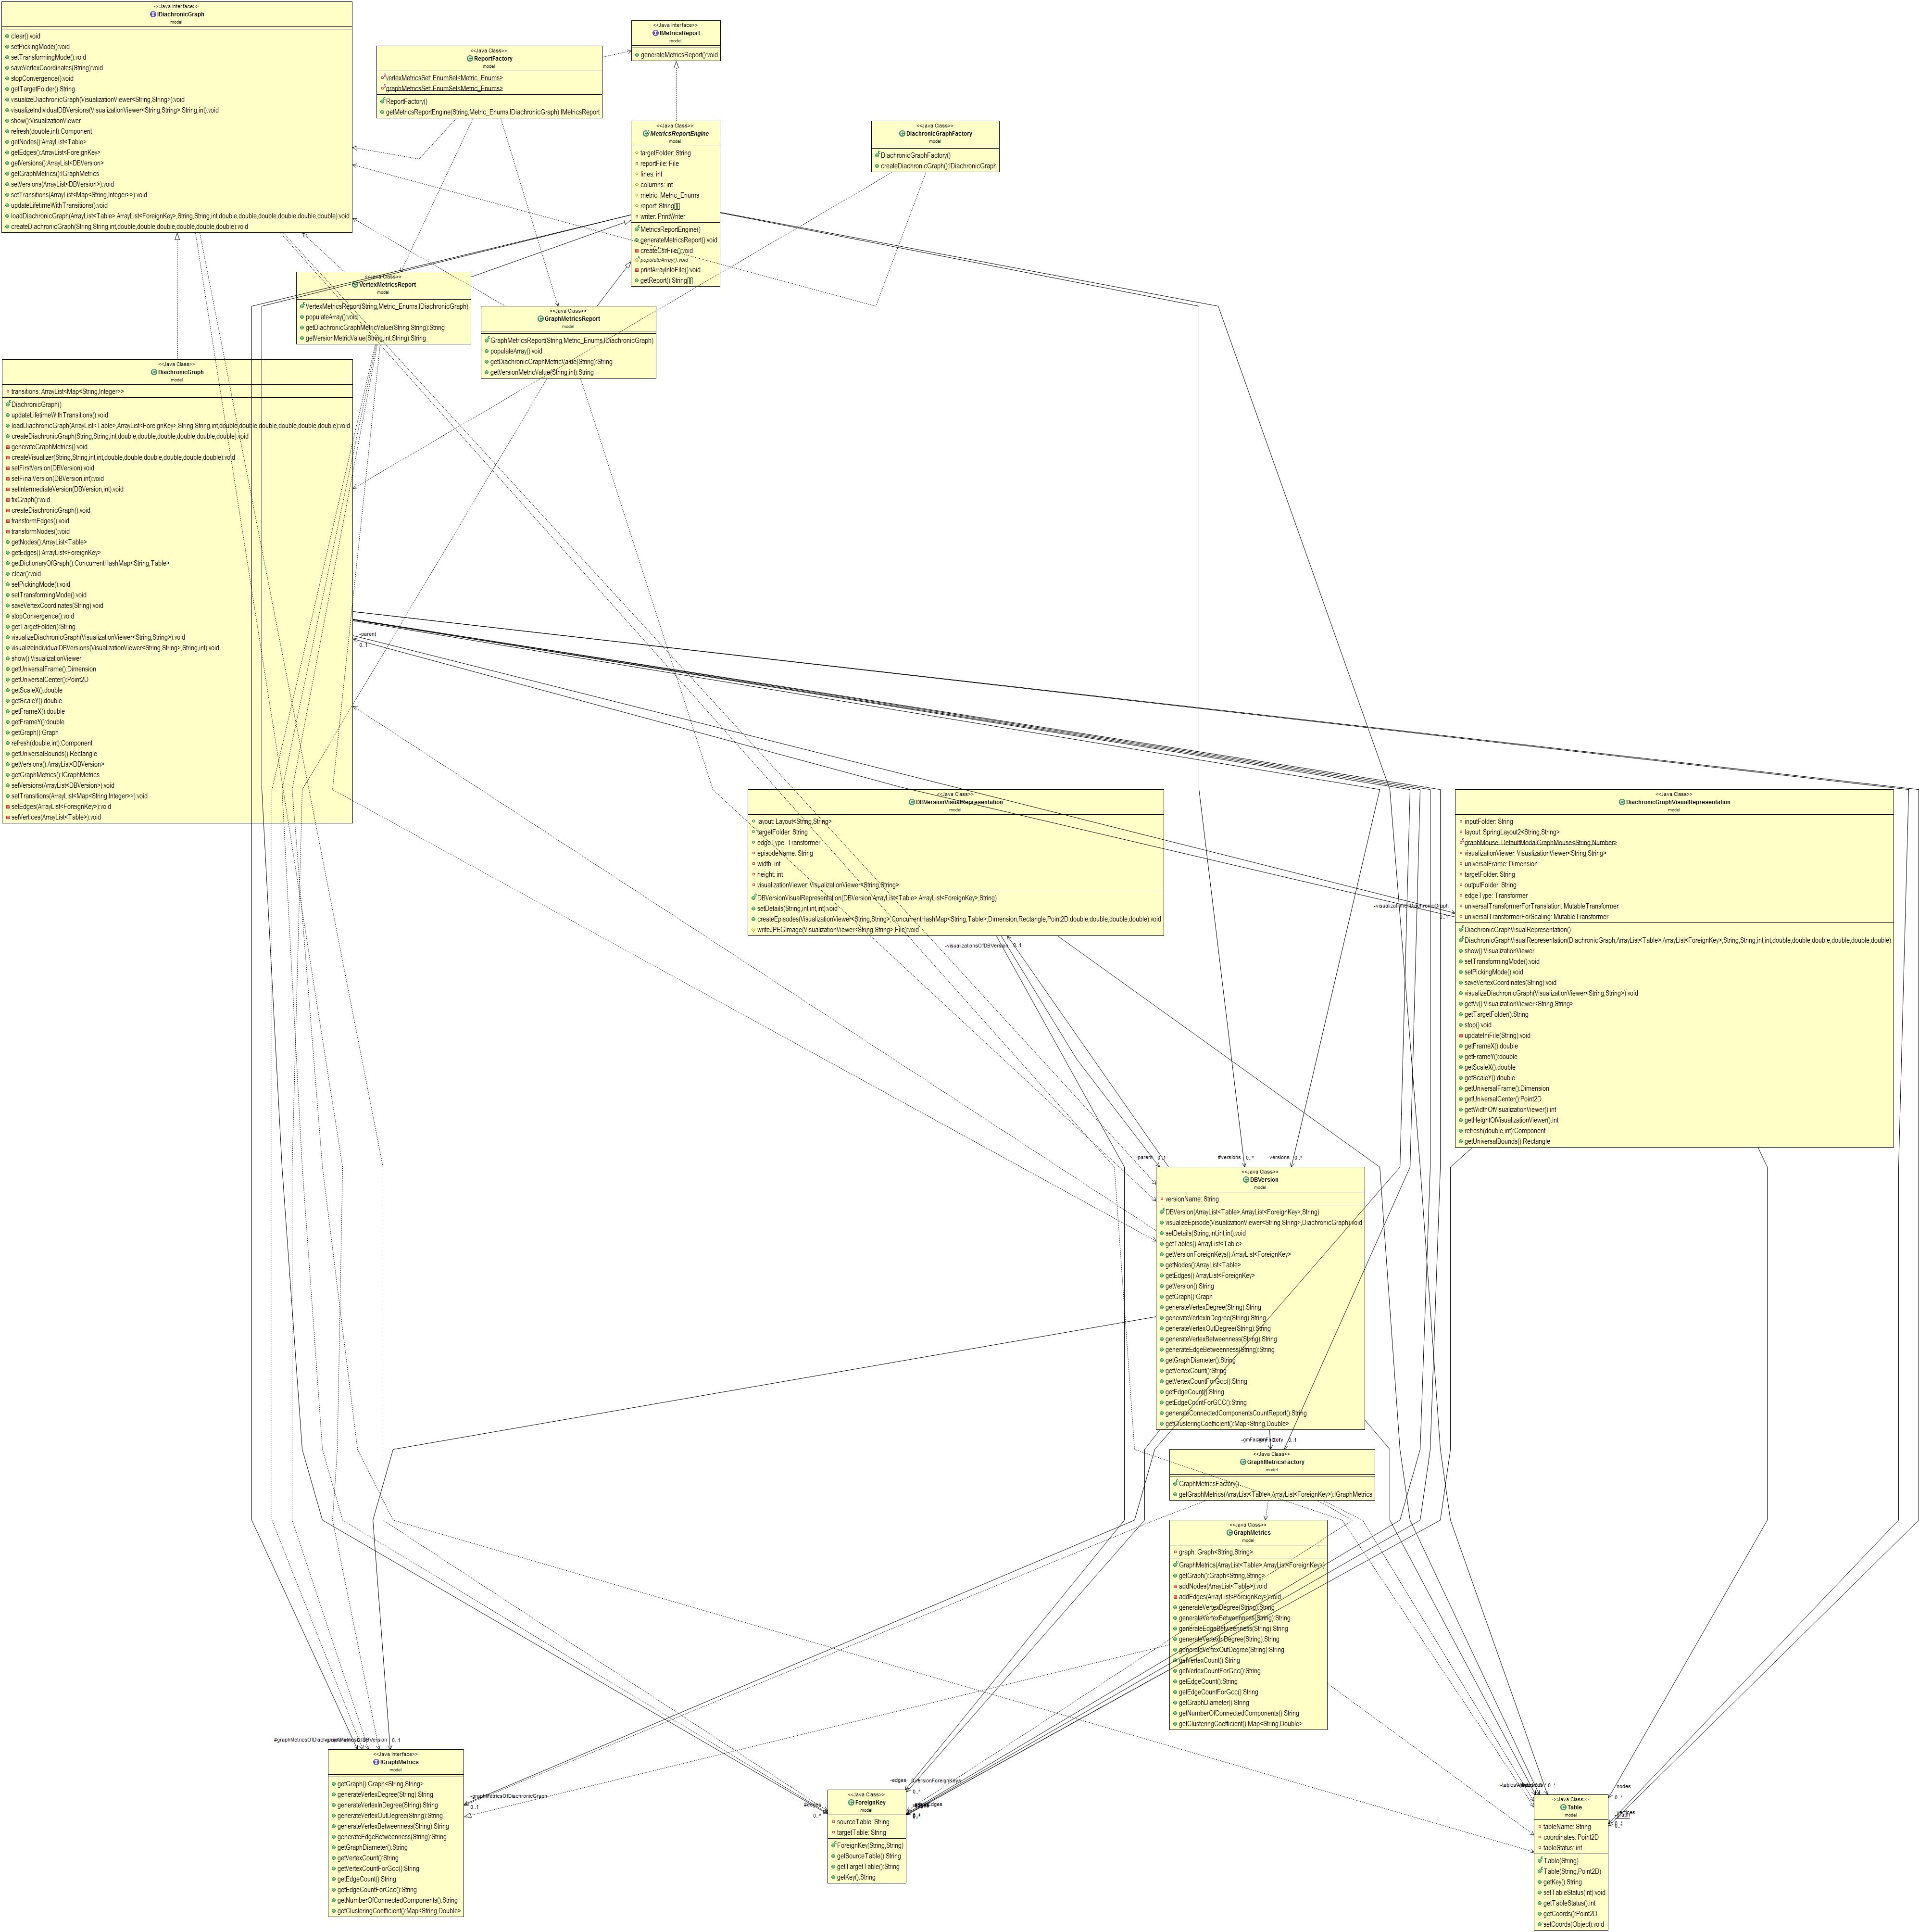 <<Java Interface>>
IDiachronicGraph
model
clear():void
setPickingMode():void
setTransformingMode():void
saveVertexCoordinates(String):void
stopConvergence():void
getTargetFolder():String
visualizeDiachronicGraph(VisualizationViewer<String,String>):void
visualizeIndividualDBVersions(VisualizationViewer<String,String>,String,int):void
show():VisualizationViewer
refresh(double,int):Component
getNodes():ArrayList<Table>
getEdges():ArrayList<ForeignKey>
getVersions():ArrayList<DBVersion>
getGraphMetrics():IGraphMetrics
setVersions(ArrayList<DBVersion>):void
setTransitions(ArrayList<Map<String,Integer>>):void
updateLifetimeWithTransitions():void
loadDiachronicGraph(ArrayList<Table>,ArrayList<ForeignKey>,String,String,int,double,double,double,double,double,double,double):void
createDiachronicGraph(String,String,int,double,double,double,double,double,double):void
<<Java Class>>
ReportFactory
model
vertexMetricsSet: EnumSet<Metric_Enums>
graphMetricsSet: EnumSet<Metric_Enums>
ReportFactory()
getMetricsReportEngine(String,Metric_Enums,IDiachronicGraph):IMetricsReport
<<Java Interface>>
IMetricsReport
model
generateMetricsReport():void
<<Java Class>>
MetricsReportEngine
model
targetFolder: String
reportFile: File
lines: int
columns: int
metric: Metric_Enums
report: String[][]
writer: PrintWriter
MetricsReportEngine()
generateMetricsReport():void
createCsvFile():void
populateArray():void
printArrayIntoFile():void
getReport():String[][]
<<Java Class>>
DiachronicGraphFactory
model
DiachronicGraphFactory()
createDiachronicGraph():IDiachronicGraph
<<Java Class>>
VertexMetricsReport
model
VertexMetricsReport(String,Metric_Enums,IDiachronicGraph)
populateArray():void
getDiachronicGraphMetricValue(String,String):String
getVersionMetricValue(String,int,String):String
<<Java Class>>
GraphMetricsReport
model
GraphMetricsReport(String,Metric_Enums,IDiachronicGraph)
populateArray():void
getDiachronicGraphMetricValue(String):String
getVersionMetricValue(String,int):String
<<Java Class>>
DiachronicGraph
model
transitions: ArrayList<Map<String,Integer>>
DiachronicGraph()
updateLifetimeWithTransitions():void
loadDiachronicGraph(ArrayList<Table>,ArrayList<ForeignKey>,String,String,int,double,double,double,double,double,double,double):void
createDiachronicGraph(String,String,int,double,double,double,double,double,double):void
generateGraphMetrics():void
createVisualizer(String,String,int,int,double,double,double,double,double,double):void
setFirstVersion(DBVersion):void
setFinalVersion(DBVersion,int):void
setIntermediateVersion(DBVersion,int):void
fixGraph():void
createDiachronicGraph():void
transformEdges():void
transformNodes():void
getNodes():ArrayList<Table>
getEdges():ArrayList<ForeignKey>
getDictionaryOfGraph():ConcurrentHashMap<String,Table>
clear():void
setPickingMode():void
setTransformingMode():void
saveVertexCoordinates(String):void
stopConvergence():void
getTargetFolder():String
visualizeDiachronicGraph(VisualizationViewer<String,String>):void
visualizeIndividualDBVersions(VisualizationViewer<String,String>,String,int):void
show():VisualizationViewer
getUniversalFrame():Dimension
getUniversalCenter():Point2D
getScaleX():double
getScaleY():double
getFrameX():double
getFrameY():double
getGraph():Graph
refresh(double,int):Component
getUniversalBounds():Rectangle
getVersions():ArrayList<DBVersion>
getGraphMetrics():IGraphMetrics
setVersions(ArrayList<DBVersion>):void
setTransitions(ArrayList<Map<String,Integer>>):void
setEdges(ArrayList<ForeignKey>):void
setVertices(ArrayList<Table>):void
-parent
0..1
<<Java Class>>
DBVersionVisualRepresentation
model
layout: Layout<String,String>
targetFolder: String
edgeType: Transformer
episodeName: String
width: int
height: int
visualizationViewer: VisualizationViewer<String,String>
DBVersionVisualRepresentation(DBVersion,ArrayList<Table>,ArrayList<ForeignKey>,String)
setDetails(String,int,int,int):void
createEpisodes(VisualizationViewer<String,String>,ConcurrentHashMap<String,Table>,Dimension,Rectangle,Point2D,double,double,double,double):void
writeJPEGImage(VisualizationViewer<String,String>,File):void
-visualizationsOfDBVersion 0..1
<<Java Class>>
DiachronicGraphVisualRepresentation
model
inputFolder: String
layout: SpringLayout2<String,String>
graphMouse: DefaultModalGraphMouse<String,Number>
visualizationViewer: VisualizationViewer<String,String>
universalFrame: Dimension
targetFolder: String
outputFolder: String
edgeType: Transformer
universalTransformerForTranslation: MutableTransformer
universalTransformerForScaling: MutableTransformer
DiachronicGraphVisualRepresentation()
DiachronicGraphVisualRepresentation(DiachronicGraph,ArrayList<Table>,ArrayList<ForeignKey>,String,String,int,int,double,double,double,double,double,double)
show():VisualizationViewer
setTransformingMode():void
setPickingMode():void
saveVertexCoordinates(String):void
visualizeDiachronicGraph(VisualizationViewer<String,String>):void
getVv():VisualizationViewer<String,String>
getTargetFolder():String
stop():void
updateIniFile(String):void
getFrameX():double
getFrameY():double
getScaleX():double
getScaleY():double
getUniversalFrame():Dimension
getUniversalCenter():Point2D
getWidthOfVisualizationViewer():int
getHeightOfVisualizationViewer():int
refresh(double,int):Component
getUniversalBounds():Rectangle
-visualizationOfDiachronicGraph
0..1
-parent 0..1
#versions 0..*
-versions 0..*
<<Java Class>>
DBVersion
model
versionName: String
DBVersion(ArrayList<Table>,ArrayList<ForeignKey>,String)
visualizeEpisode(VisualizationViewer<String,String>,DiachronicGraph):void
setDetails(String,int,int,int):void
getTables():ArrayList<Table>
getVersionForeignKeys():ArrayList<ForeignKey>
getNodes():ArrayList<Table>
getEdges():ArrayList<ForeignKey>
getVersion():String
getGraph():Graph
generateVertexDegree(String):String
generateVertexInDegree(String):String
generateVertexOutDegree(String):String
generateVertexBetweenness(String):String
generateEdgeBetweenness(String):String
getGraphDiameter():String
getVertexCount():String
getVertexCountForGcc():String
getEdgeCount():String
getEdgeCountForGCC():String
generateConnectedComponentsCountReport():String
getClusteringCoefficient():Map<String,Double>
0..1
<<Java Class>>
GraphMetricsFactory
model
GraphMetricsFactory()
getGraphMetrics(ArrayList<Table>,ArrayList<ForeignKey>):IGraphMetrics
<<Java Class>>
GraphMetrics
model
graph: Graph<String,String>
GraphMetrics(ArrayList<Table>,ArrayList<ForeignKey>)
getGraph():Graph<String,String>
addNodes(ArrayList<Table>):void
addEdges(ArrayList<ForeignKey>):void
generateVertexDegree(String):String
generateVertexBetweenness(String):String
generateEdgeBetweenness(String):String
generateVertexInDegree(String):String
generateVertexOutDegree(String):String
getVertexCount():String
getVertexCountForGcc():String
getEdgeCount():String
getEdgeCountForGcc():String
getGraphDiameter():String
getNumberOfConnectedComponents():String
getClusteringCoefficient():Map<String,Double>
0..1
<<Java Interface>>
IGraphMetrics
model
getGraph():Graph<String,String>
generateVertexDegree(String):String
generateVertexInDegree(String):String
generateVertexOutDegree(String):String
generateVertexBetweenness(String):String
generateEdgeBetweenness(String):String
getGraphDiameter():String
getVertexCount():String
getVertexCountForGcc():String
getEdgeCount():String
getEdgeCountForGcc():String
getNumberOfConnectedComponents():String
getClusteringCoefficient():Map<String,Double>
-graphMetricsOfDiachronicGraph
0..1
#edges
0..*
-edges
0..*
<<Java Class>>
ForeignKey
model
sourceTable: String
targetTable: String
ForeignKey(String,String)
getSourceTable():String
getTargetTable():String
getKey():String
-nodes
0..*
<<Java Class>>
Table
model
tableName: String
coordinates: Point2D
tableStatus: int
Table(String)
Table(String,Point2D)
getKey():String
setTableStatus(int):void
getTableStatus():int
getCoords():Point2D
setCoords(Object):void